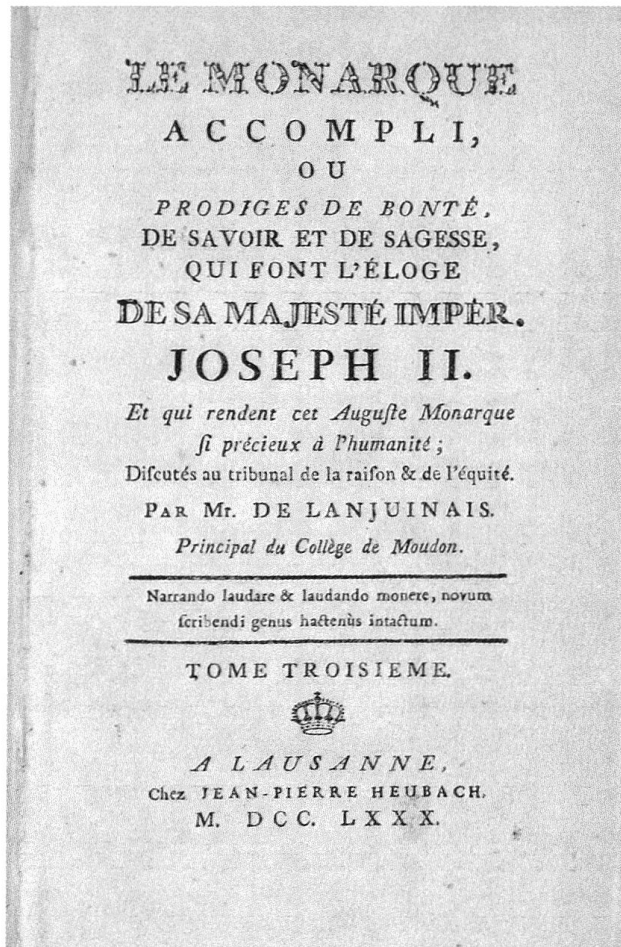 LE MONARQUE
ACCOMPLI,
OU
PRODIGES DE BONTÉ,
DE SAVOIR ET DE SAGESSE,
QUI FONT L'ÉLOGE
DE SA MAJESTÉ IMPÉR.
JOSEPH II.
Et qui rendent cet Auguſte Monarque
ſi précieux à l'humanité;
Diſcutés au tribunal de la raiſon & de l'équité.
PAR Mr. DE LANJUINAIS.
Principal du Collège de Moudon.
Narrando laudare & laudando monere, novum
ſcribendi genus hactenùs intactum.
TOME TROISIEME.
A LAUSANNE,
Chez JEAN-PIERRE HEUBACH.
M. DCC. LXXX.